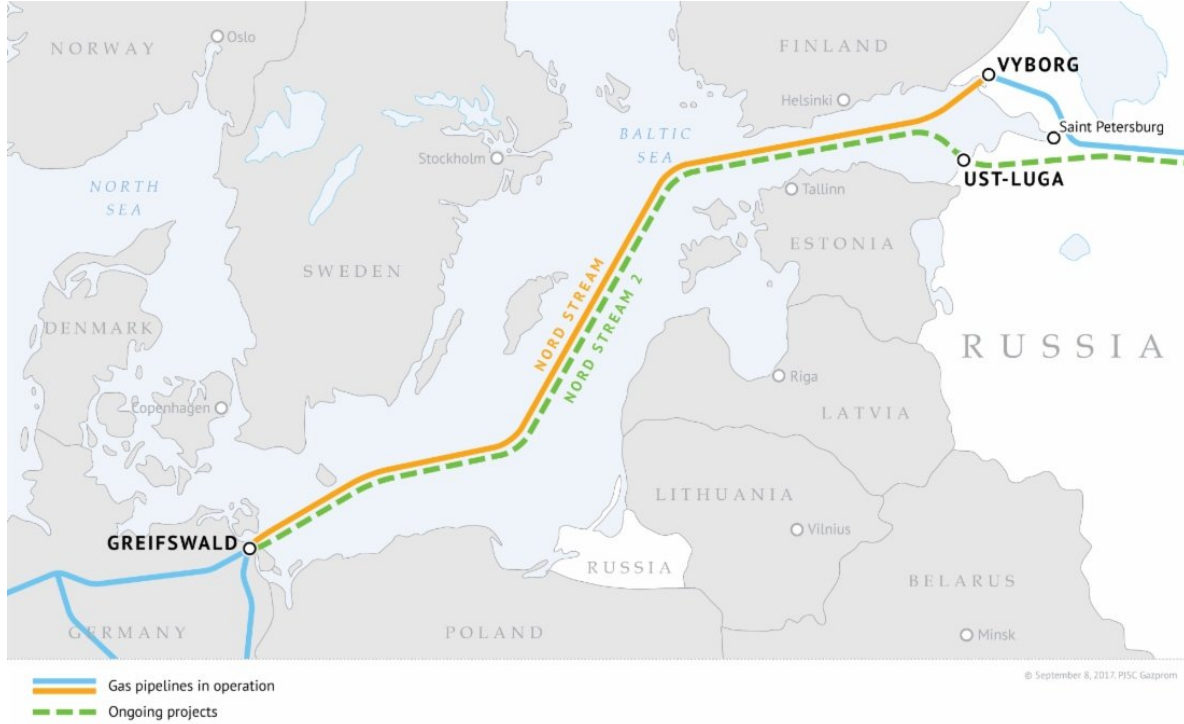 NORWAY
Oslo
FINLAND
VYBORG
Helsinki
Saint Petersburg
BALTIC
SEA
Stockholm
UST-LUGA
NORTH
SEA
Tallinn
ESTONIA
SWEDEN
NORD STREAM
NORD STREAM 2
DENMARK
RUSSIA
Riga
Copenhagen
LATVIA
LITHUANIA
Vilnius
GREIFSWALD
RUSSIA
BELARUS
GERMANY
POLAND
Minsk
Gas pipelines in operation
© September 8, 2017. PJSC Gazprom
Ongoing projects